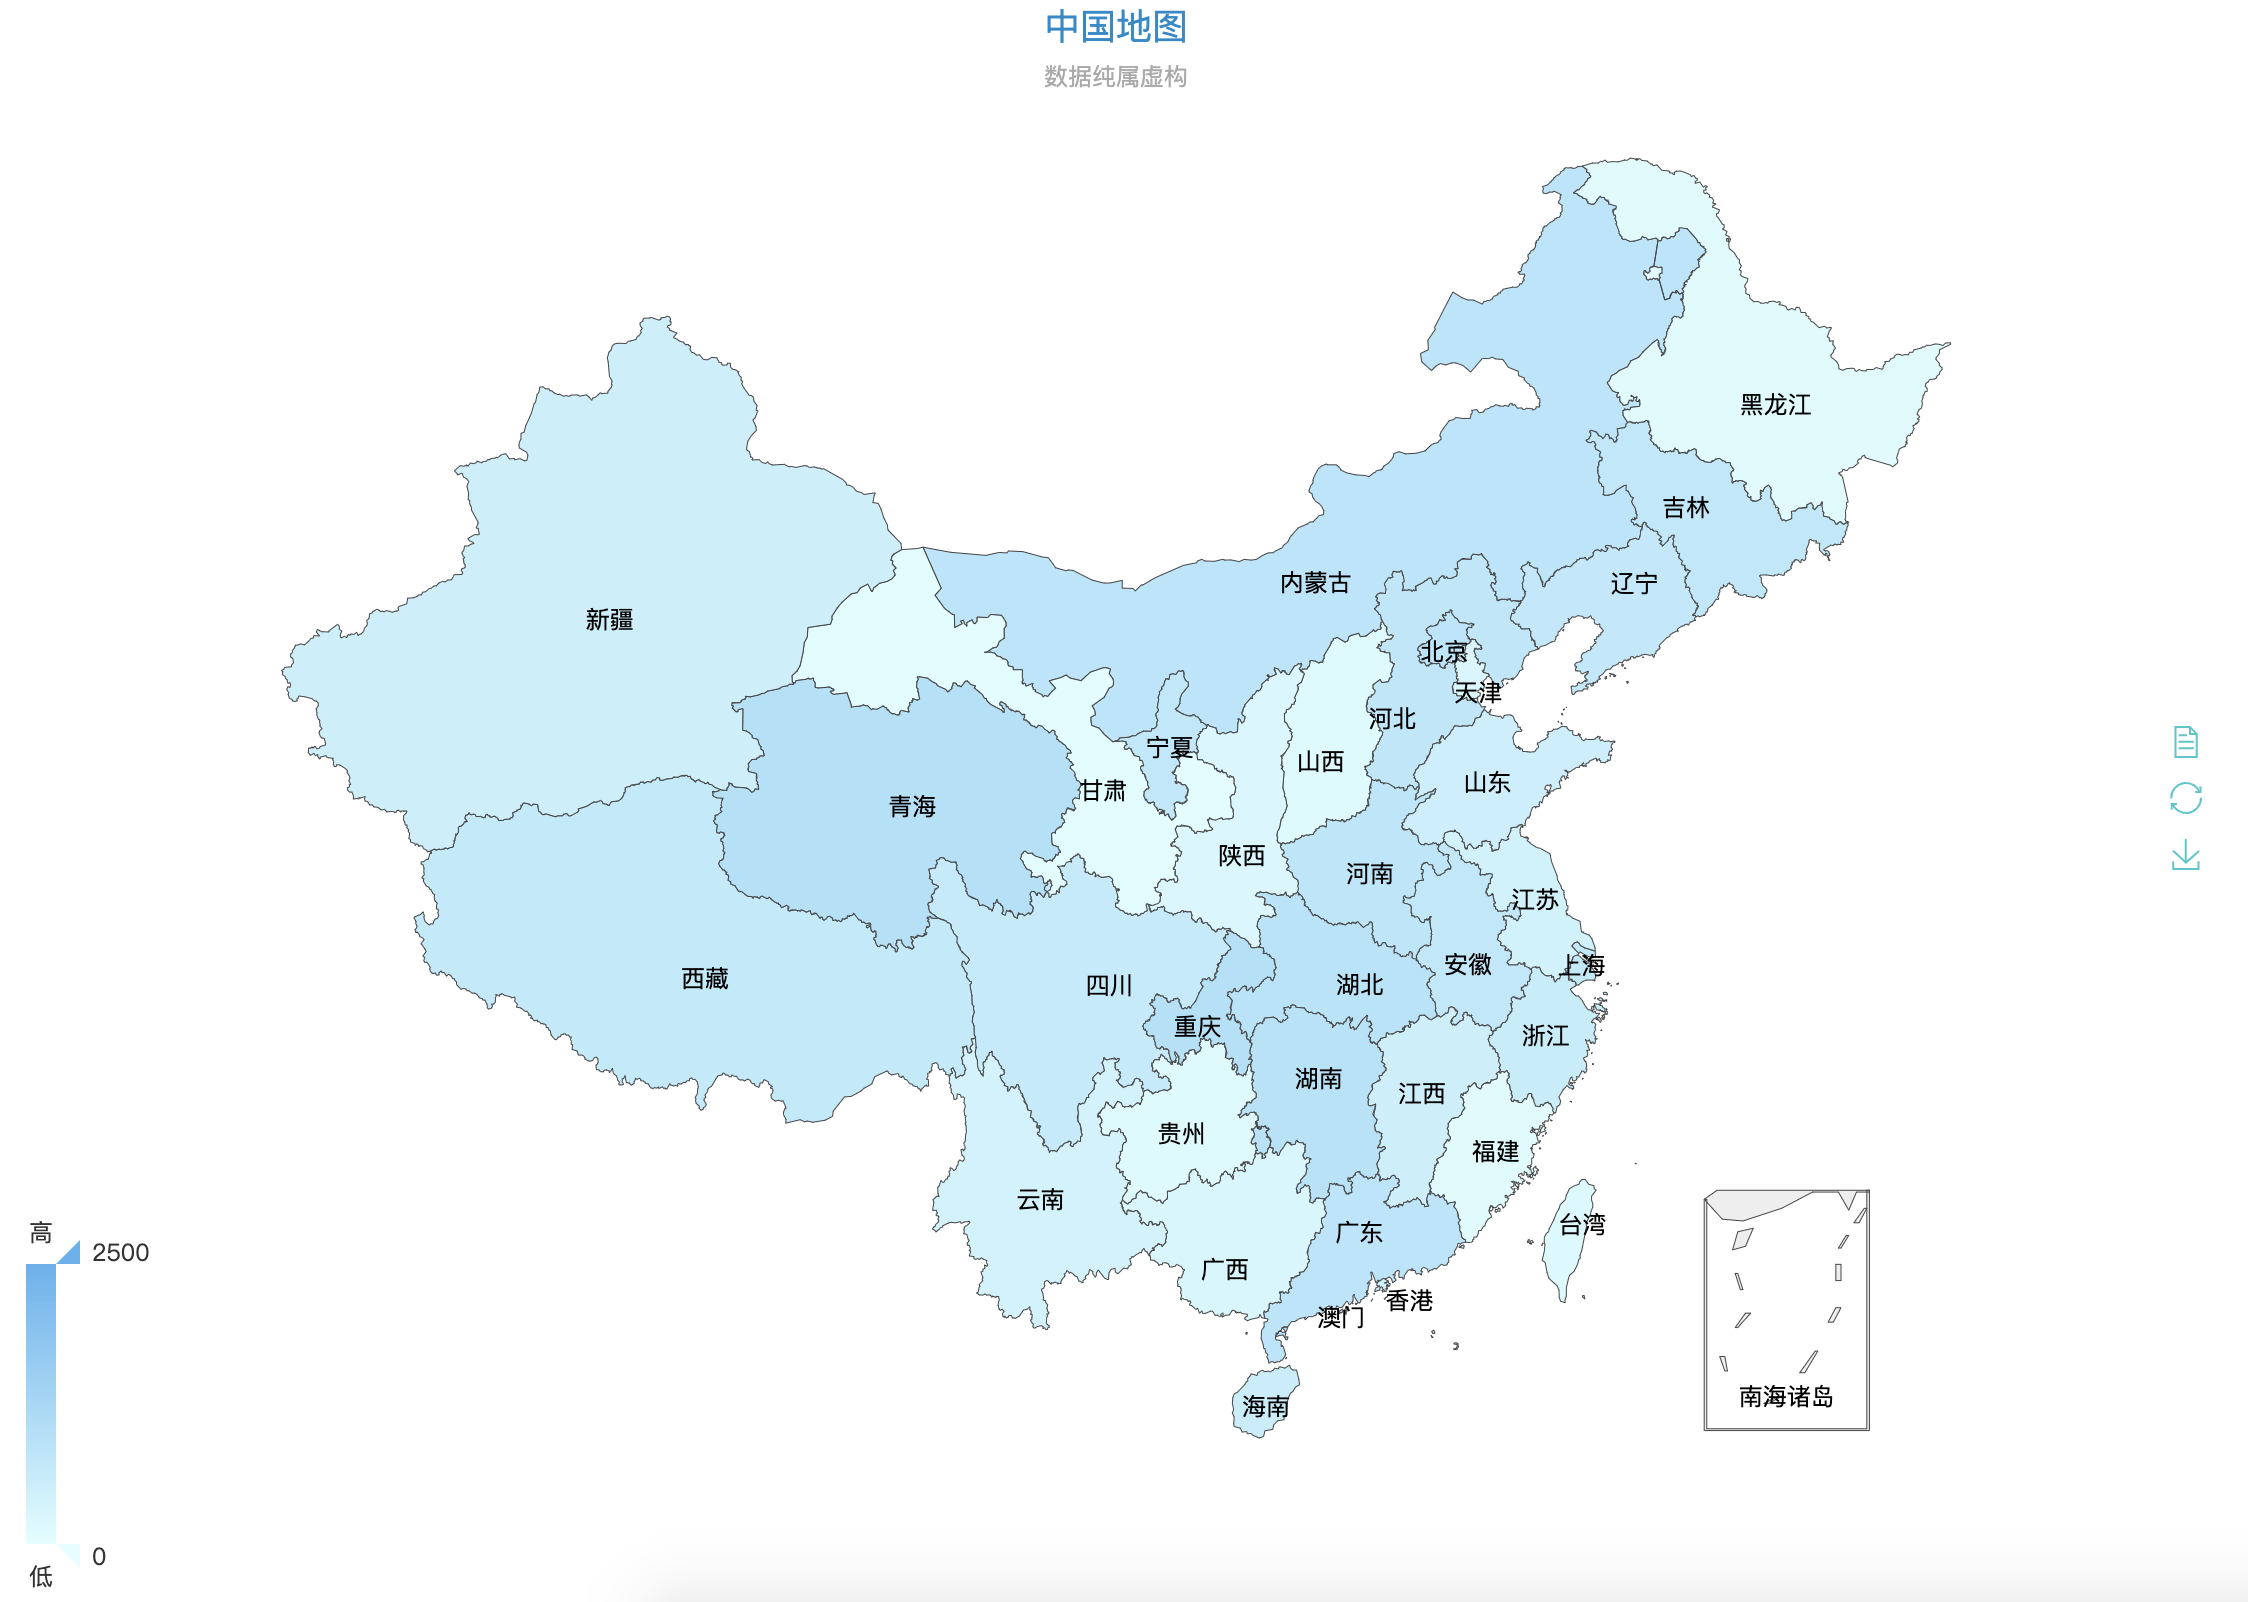 中国地图
数据纯属虚构
黑龙江
吉林
辽宁
内蒙古
新疆
北京
天津
河北
宁夏
山西
山东
甘肃
青海
陕西
河南
江苏
安徽
上海
西藏
四川
湖北
重庆
浙江
湖南
江西
贵州
福建
云南
台湾
广东
广西
香港
澳门
海南
南海诸岛
高
2500
0
低